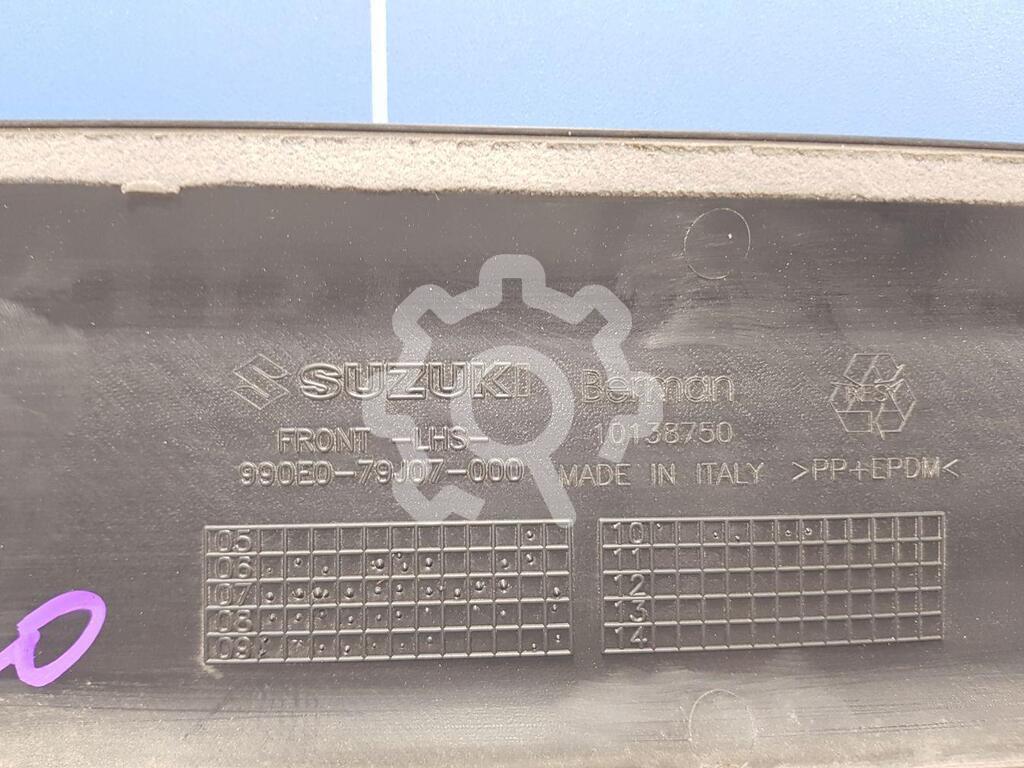 SUZUKI
FRONT -LHS-
990E0-79J07-000
Berman
10138750
MADE IN ITALY
>PP+EPDM<
05
06
07
08
09
10
11
12
13
14